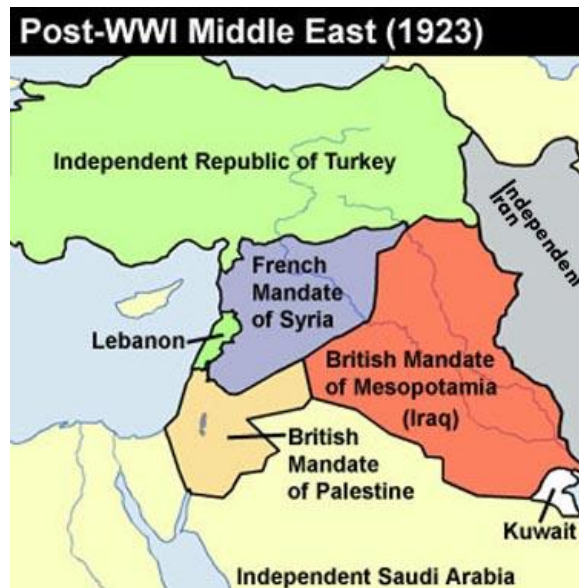 Post-WWI Middle East (1923)
Independent Republic of Turkey
Independent
Iran
French
Mandate
of Syria
Lebanon
British Mandate
of Mesopotamia
(Iraq)
British
Mandate
of Palestine
Kuwait
Independent Saudi Arabia